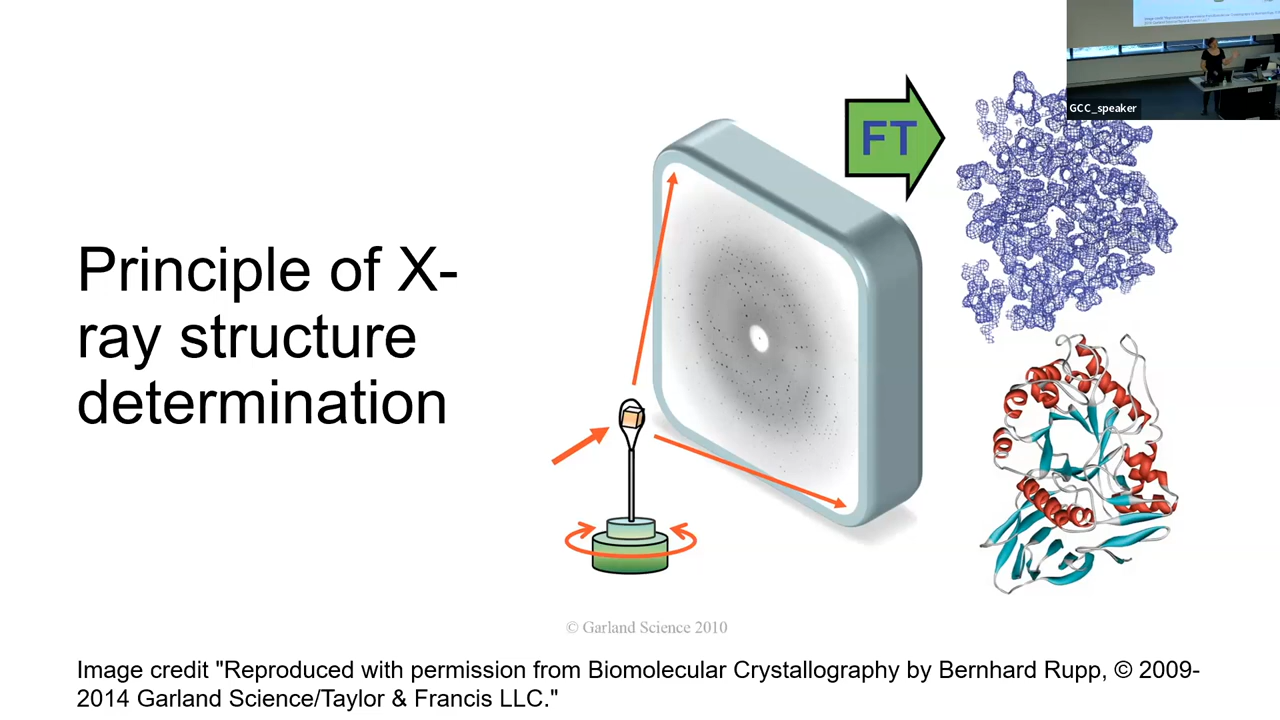 GCC_speaker
FT
Principle of X-
ray structure
determination
© Garland Science 2010
Image credit "Reproduced with permission from Biomolecular Crystallography by Bernhard Rupp, © 2009-
2014 Garland Science/Taylor & Francis LLC."